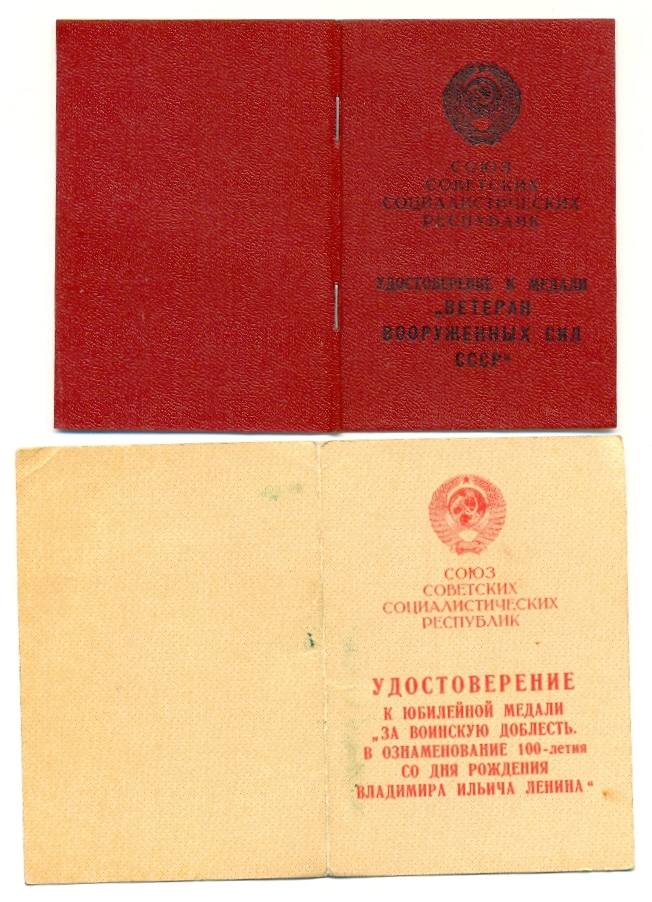 СОЮЗ
СОВЕТСКИХ
СОЦИАЛИСТИЧЕСКИХ
РЕСПУБЛИК
УДОСТОВЕРЕНИЕ К МЕДАЛИ
„ВЕТЕРАН
ВООРУЖЕННЫХ СИЛ
СССР"
СОЮЗ
СОВЕТСКИХ
СОЦИАЛИСТИЧЕСКИХ
РЕСПУБЛИК
УДОСТОВЕРЕНИЕ
К ЮБИЛЕЙНОЙ МЕДАЛИ
„ЗА ВОИНСКУЮ ДОБЛЕСТЬ.
В ОЗНАМЕНОВАНИЕ 100-летия
СО ДНЯ РОЖДЕНИЯ
ВЛАДИМИРА ИЛЬИЧА ЛЕНИНА"